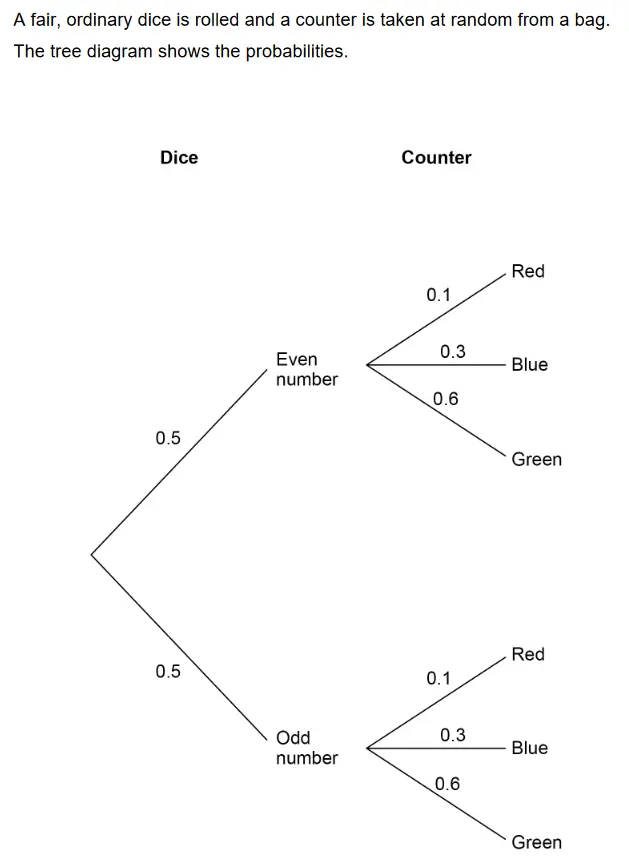 A fair, ordinary dice is rolled and a counter is taken at random from a bag.
The tree diagram shows the probabilities.
Dice Counter
Red
0.1
0.3
Even
number
Blue
0.6
0.5
Green
Red
0.5
0.1
0.3
Odd
number
Blue
0.6
Green